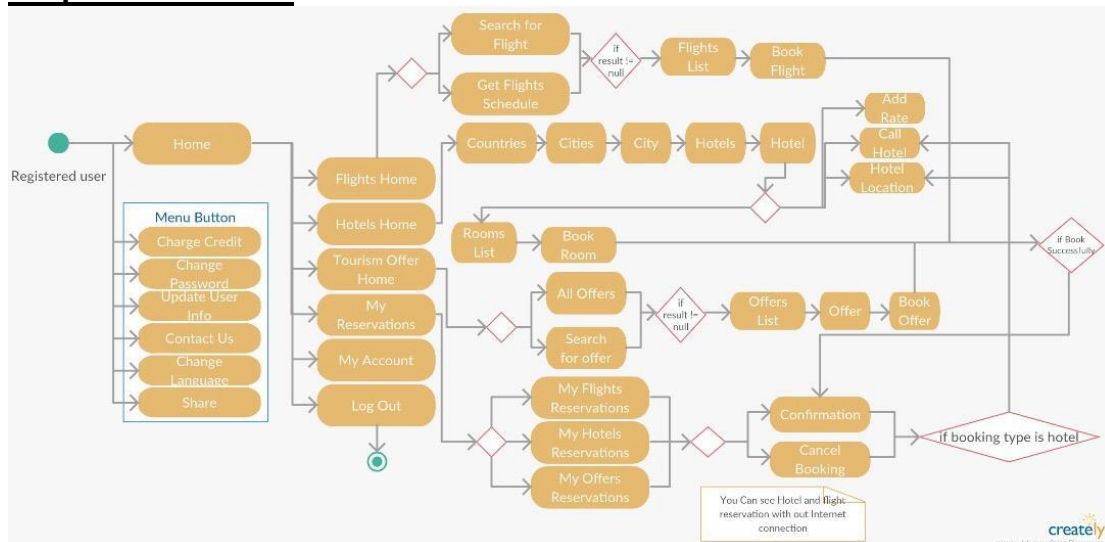 Search for
Flight
Get Flights
Schedule
if
result !=
null
Flights
List
Book
Flight
Add
Rate
Call
Hotel
Hotel
Location
Registered user
Home
Countries
Cities
City
Hotels
Hotel
Flights Home
Hotels Home
Tourism Offer
Home
My
Reservations
My Account
Log Out
Menu Button
Charge Credit
Change
Password
Update User
Info
Contact Us
Change
Language
Share
Rooms
List
Book
Room
if Book
Successfully
All Offers
Search
for offer
if
result !=
null
Offers
List
Offer
Book
Offer
My Flights
Reservations
My Hotels
Reservations
My Offers
Reservations
Confirmation
Cancel
Booking
if booking type is hotel
You Can see Hotel and flight
reservation with out Internet
connection
creately